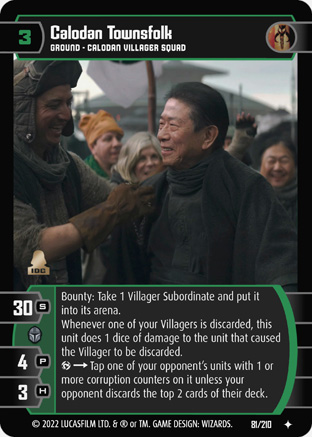 3
Calodan Townsfolk
GROUND - CALODAN VILLAGER SQUAD
IDC
30 S
4 P
3 H
Bounty: Take 1 Villager Subordinate and put it
into its arena.
Whenever one of your Villagers is discarded, this
unit does 1 dice of damage to the unit that caused
the Villager to be discarded.
→ Tap one of your opponent's units with 1 or
more corruption counters on it unless your
opponent discards the top 2 cards of their deck.
© 2022 LUCASFILM LTD. & ® or TM. GAME DESIGN: WIZARDS. 81/210